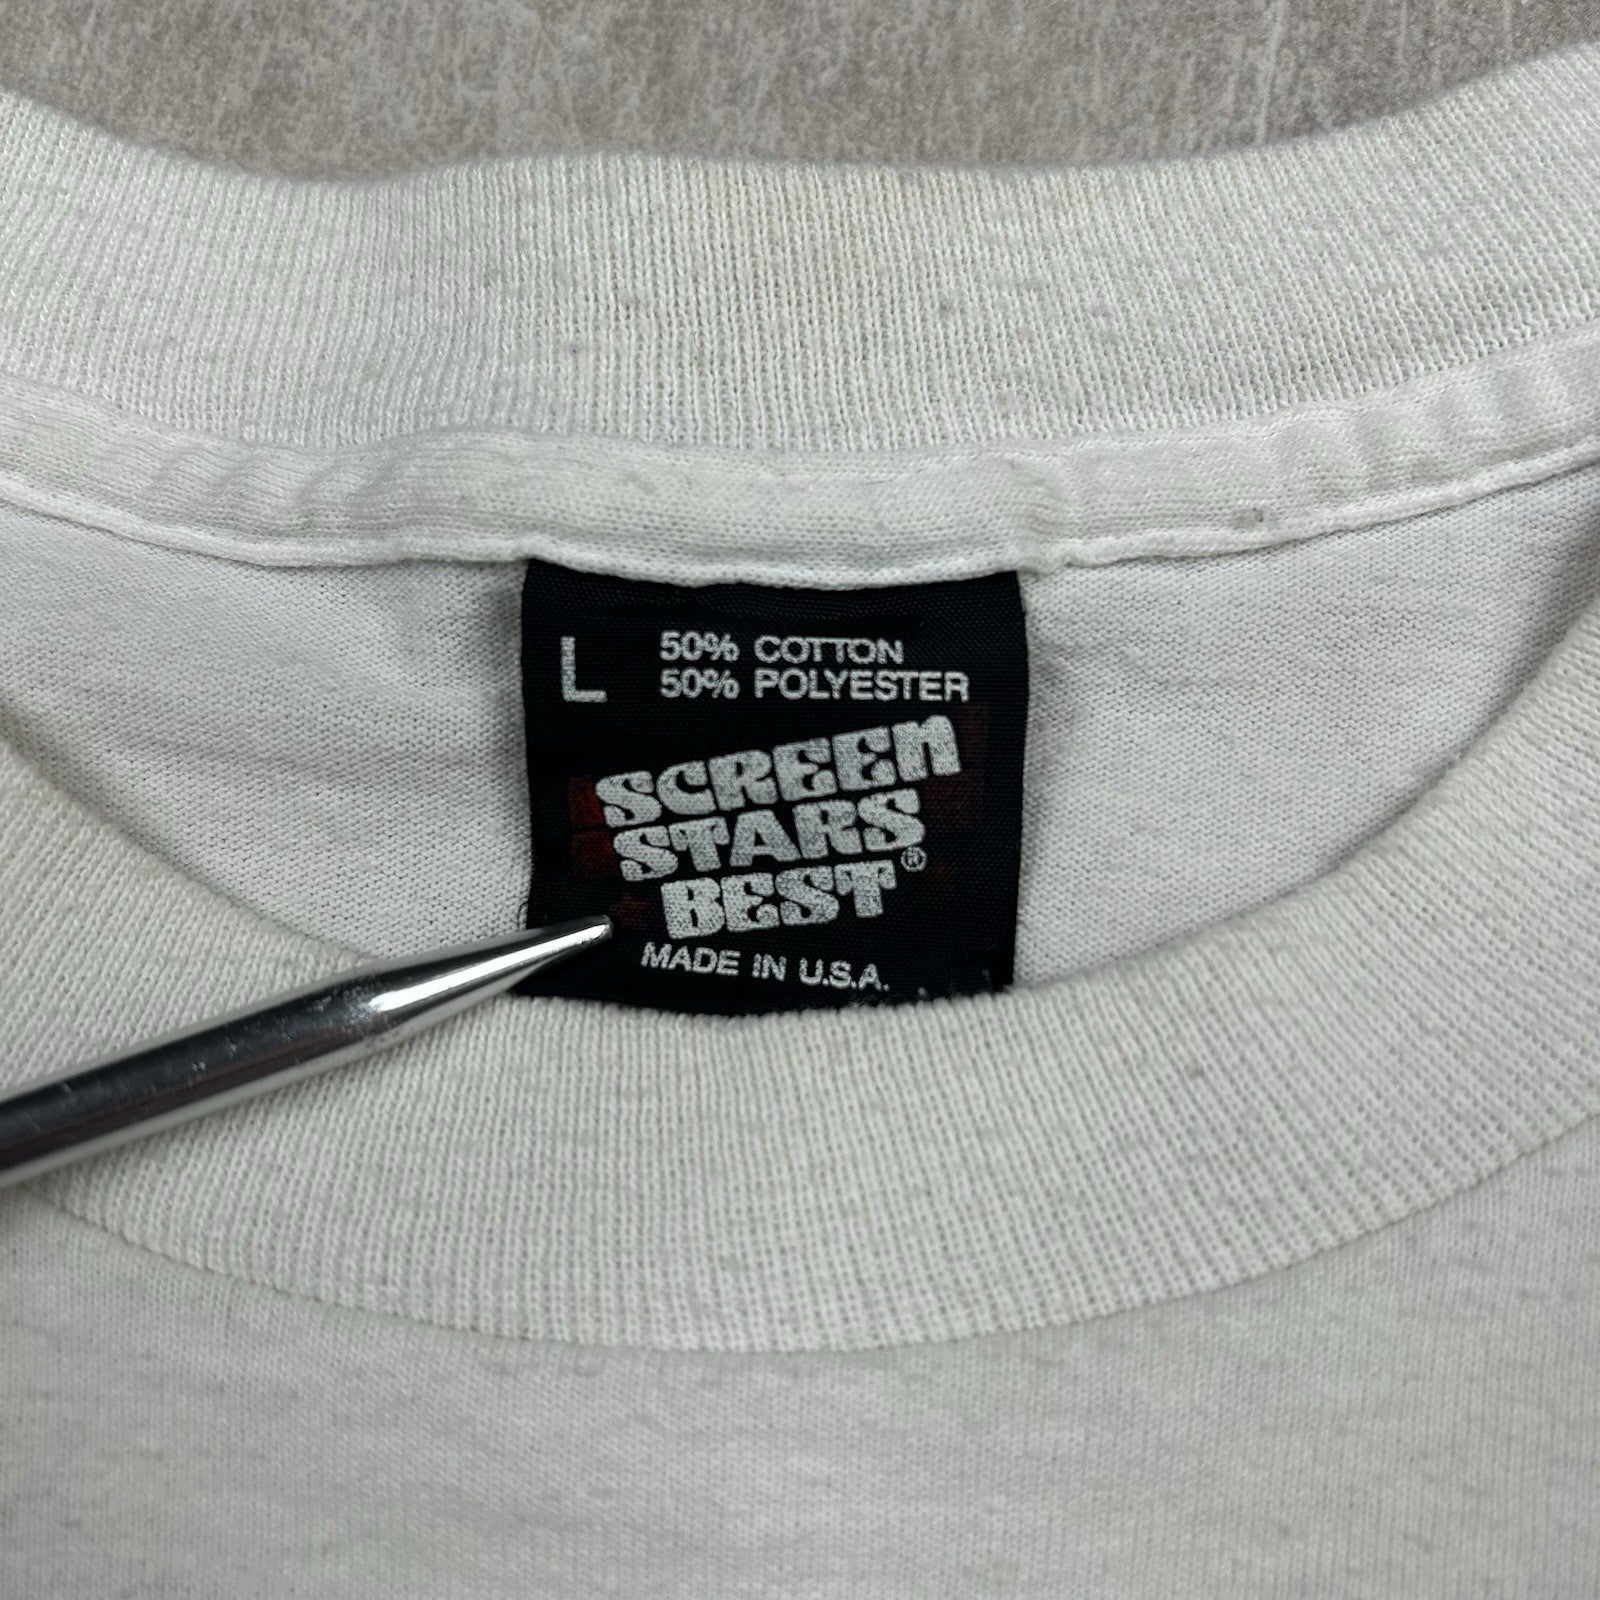 L
50% COTTON
50% POLYESTER
SCREEN
STARS
BEST®
MADE IN U.S.A.